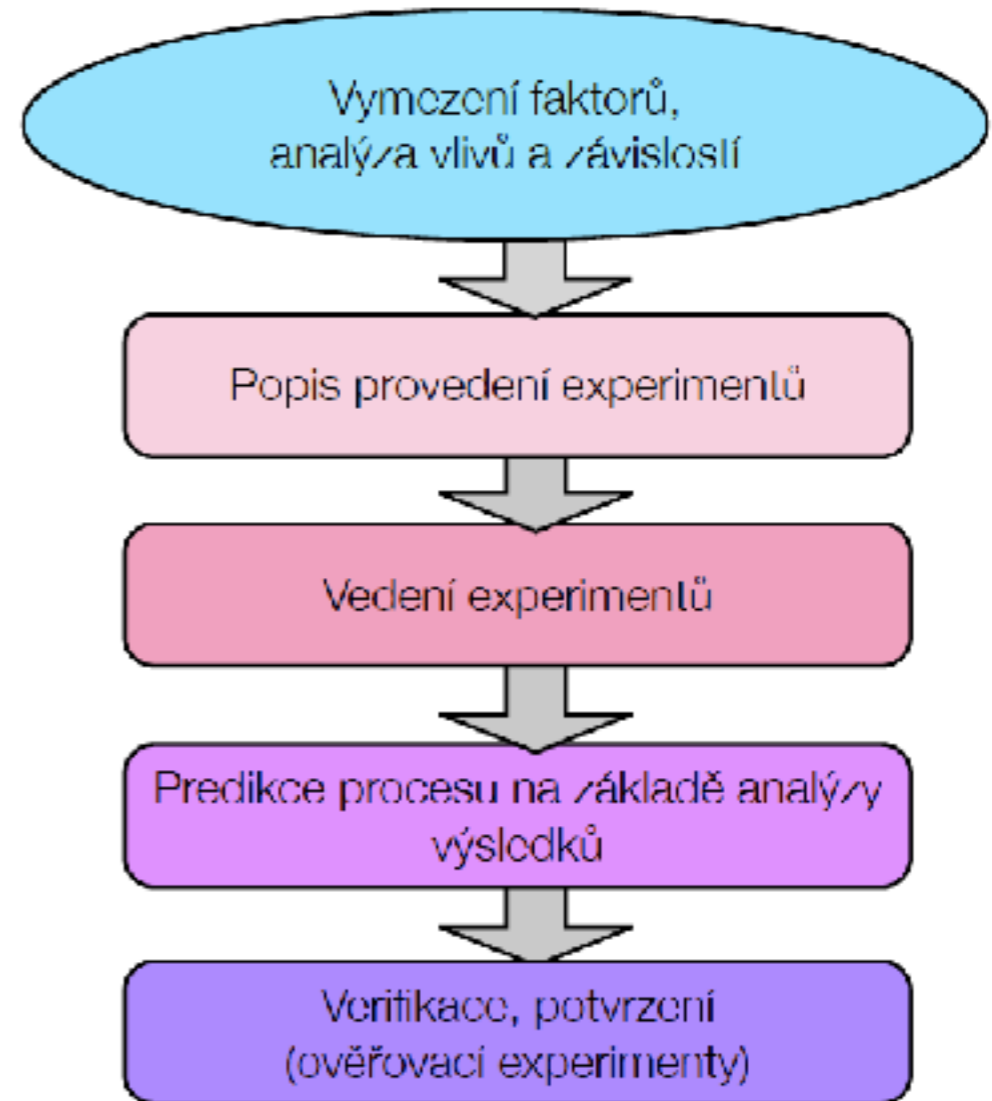 Vymezení faktorů,
analýza vlivů a závislostí
Popis provedení experimentů
Vedení experimentů
Predikce procesu na základě analýzy
výsledků
Verifikace, potvrzení
(ověřovací experimenty)